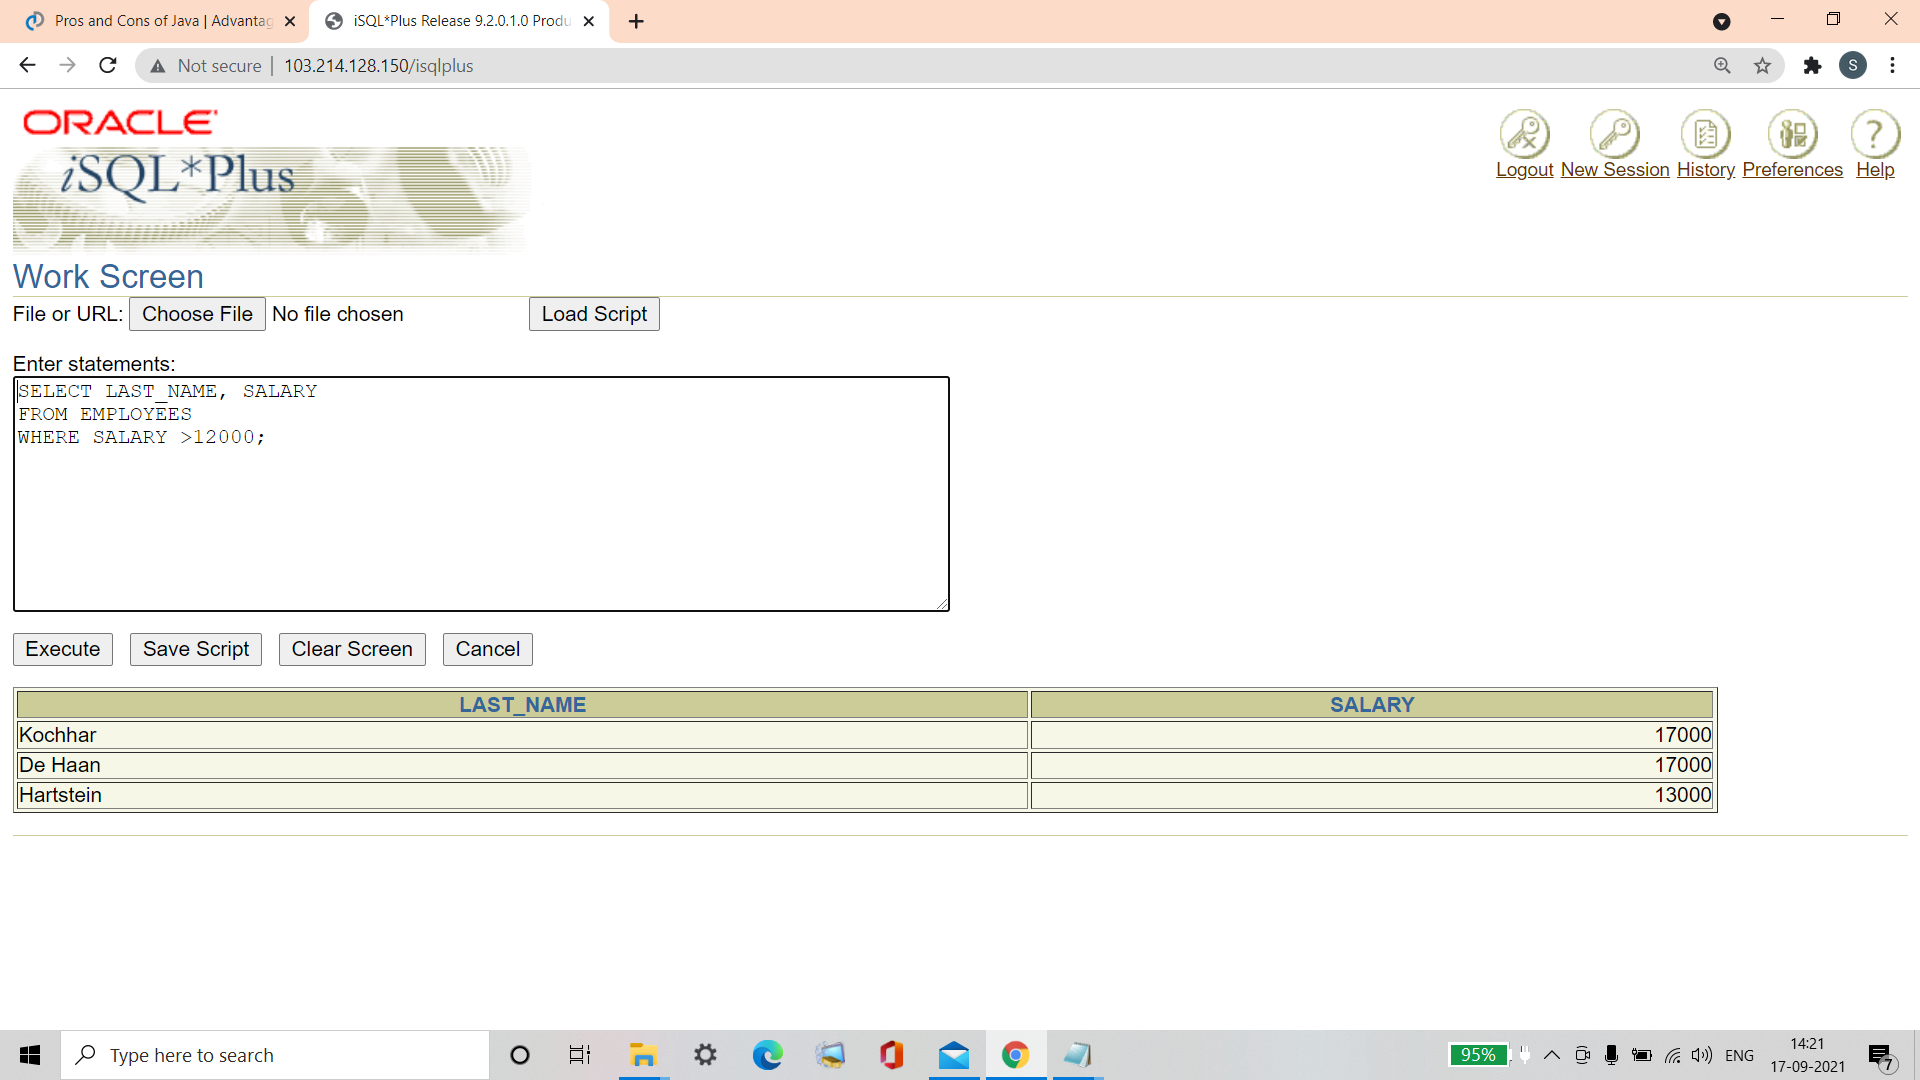 Pros and Cons of Java | Advantag
iSQL*Plus Release 9.2.0.1.0 Produ
Not secure | 103.214.128.150/isqlplus
S
ORACLE
iSQL*Plus
Logout New Session History Preferences Help
Work Screen
File or URL: Choose File No file chosen Load Script
Enter statements:
SELECT LAST_NAME, SALARY
FROM EMPLOYEES
WHERE SALARY >12000;
Execute Save Script Clear Screen Cancel
LAST_NAME SALARY
Kochhar 17000
De Haan 17000
Hartstein 13000
Type here to search
95%
ENG
14:21
17-09-2021
7